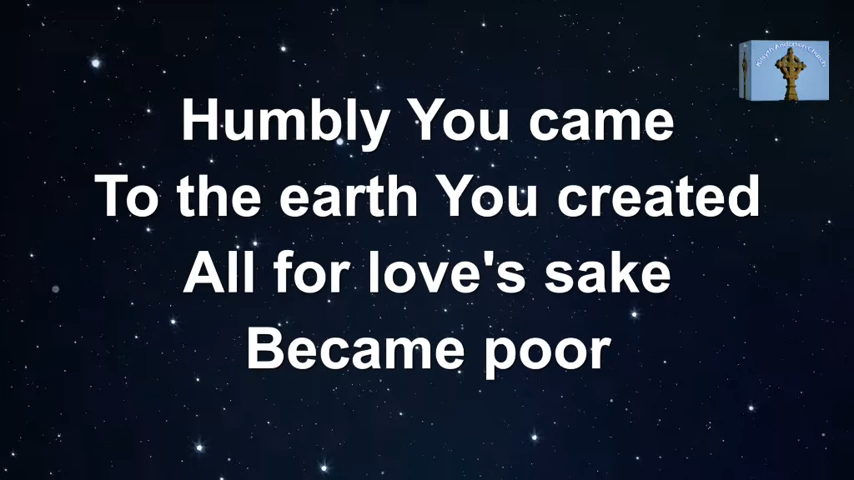 Humbly You came
To the earth You created
All for love's sake
Became poor